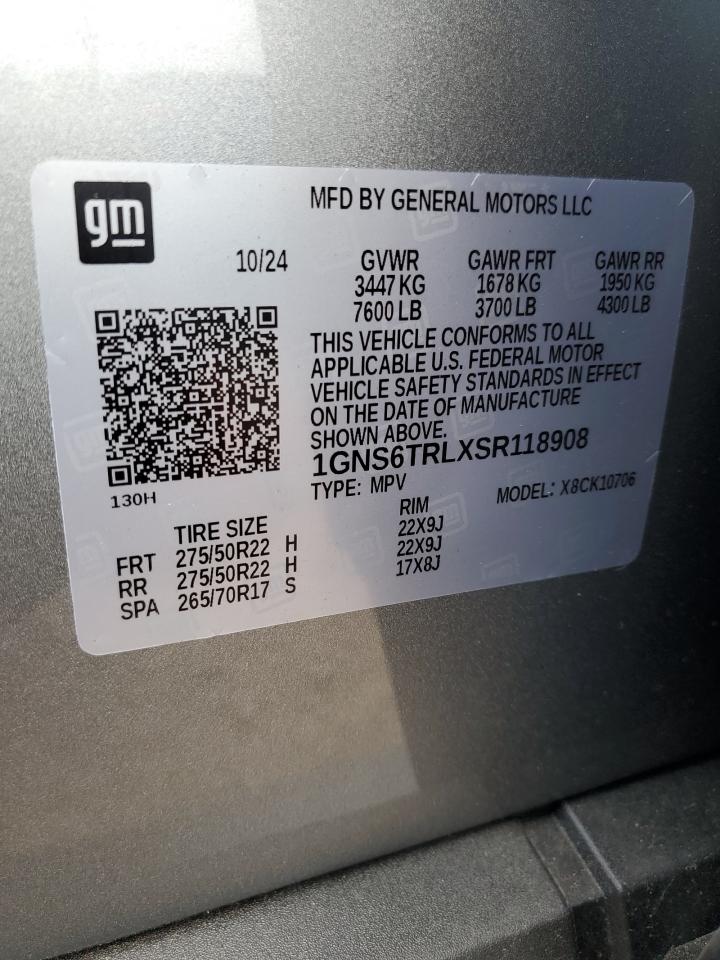 gm
MFD BY GENERAL MOTORS LLC
10/24
GVWR GAWR FRT GAWR RR
3447 KG 1678 KG 1950 KG
7600 LB 3700 LB 4300 LB
THIS VEHICLE CONFORMS TO ALL
APPLICABLE U.S. FEDERAL MOTOR
VEHICLE SAFETY STANDARDS IN EFFECT
ON THE DATE OF MANUFACTURE
SHOWN ABOVE.
1GNS6TRLXSR118908
TYPE: MPV MODEL: X8CK10706
130H
TIRE SIZE RIM
FRT 275/50R22 H 22X9J
RR 275/50R22 H 22X9J
SPA 265/70R17 S 17X8J